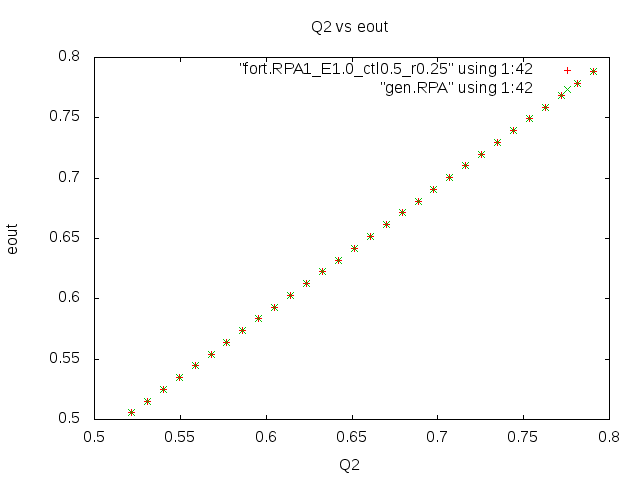 Q2 vs eout
"fort.RPA1_E1.0_ctl0.5_r0.25" using 1:42
"gen.RPA" using 1:42
0.8
0.75
0.7
0.65
0.6
0.55
0.5
eout
0.5 0.55 0.6 0.65 0.7 0.75 0.8
Q2